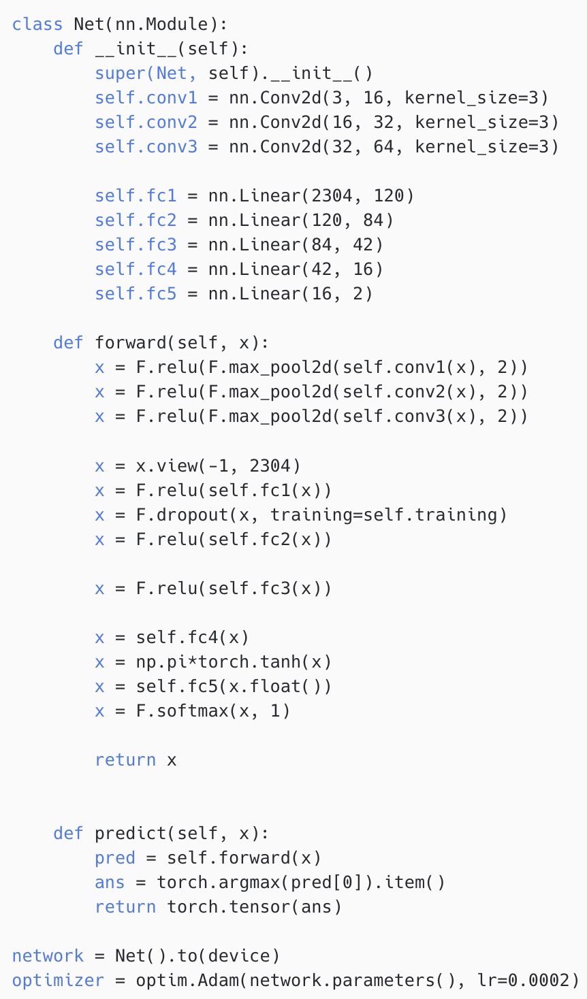 class Net(nn.Module):
    def __init__(self):
        super(Net, self).__init__()
        self.conv1 = nn.Conv2d(3, 16, kernel_size=3)
        self.conv2 = nn.Conv2d(16, 32, kernel_size=3)
        self.conv3 = nn.Conv2d(32, 64, kernel_size=3)

        self.fc1 = nn.Linear(2304, 120)
        self.fc2 = nn.Linear(120, 84)
        self.fc3 = nn.Linear(84, 42)
        self.fc4 = nn.Linear(42, 16)
        self.fc5 = nn.Linear(16, 2)

    def forward(self, x):
        x = F.relu(F.max_pool2d(self.conv1(x), 2))
        x = F.relu(F.max_pool2d(self.conv2(x), 2))
        x = F.relu(F.max_pool2d(self.conv3(x), 2))

        x = x.view(-1, 2304)
        x = F.relu(self.fc1(x))
        x = F.dropout(x, training=self.training)
        x = F.relu(self.fc2(x))

        x = F.relu(self.fc3(x))

        x = self.fc4(x)
        x = np.pi*torch.tanh(x)
        x = self.fc5(x.float())
        x = F.softmax(x, 1)

        return x


    def predict(self, x):
        pred = self.forward(x)
        ans = torch.argmax(pred[0]).item()
        return torch.tensor(ans)

network = Net().to(device)
optimizer = optim.Adam(network.parameters(), lr=0.0002)